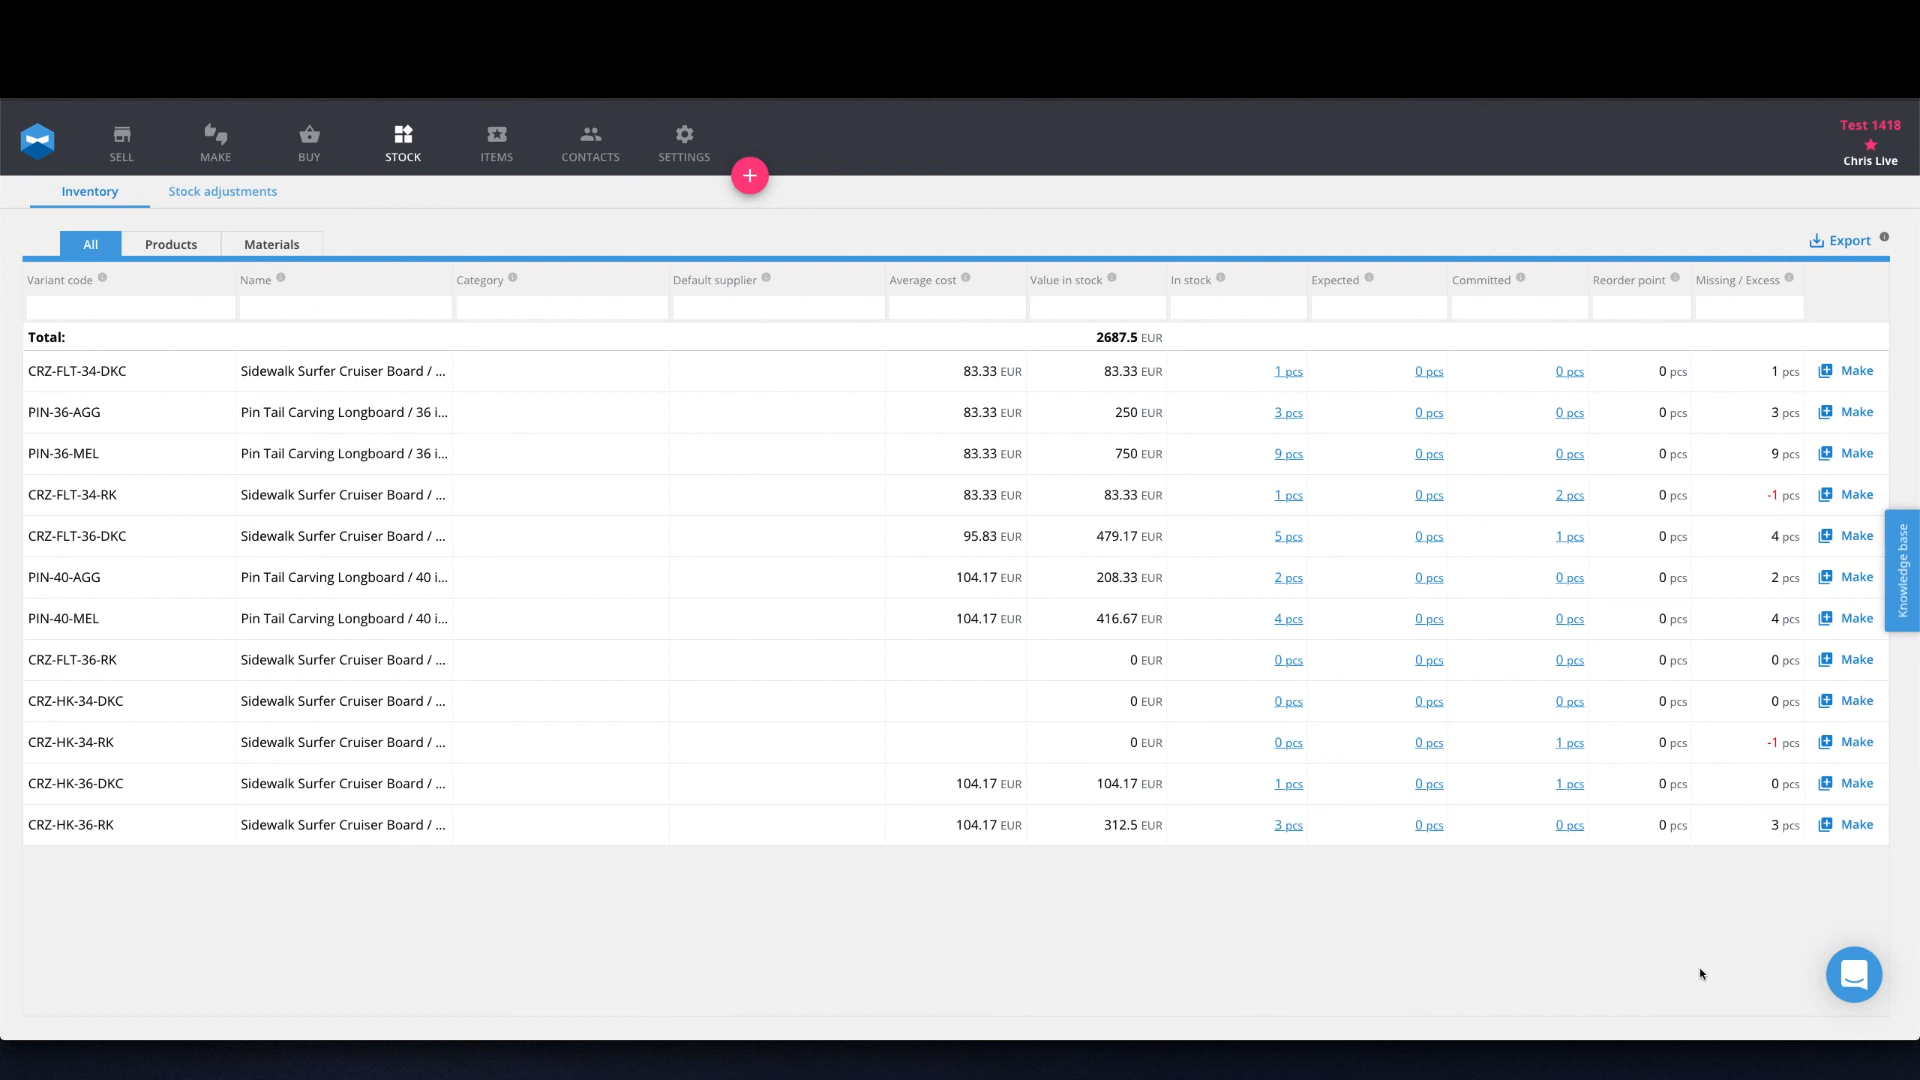 SELL MAKE BUY STOCK ITEMS CONTACTS SETTINGS
Test 1418
Chris Live
+
Inventory Stock adjustments
All Products Materials Export
Variant code Name Category Default supplier Average cost Value in stock In stock Expected Committed Reorder point Missing / Excess
Total: 2687.5 EUR
CRZ-FLT-34-DKC Sidewalk Surfer Cruiser Board / ... 83.33 EUR 83.33 EUR 1 pcs 0 pcs 0 pcs 0 pcs 1 pcs Make
PIN-36-AGG Pin Tail Carving Longboard / 36 i... 83.33 EUR 250 EUR 3 pcs 0 pcs 0 pcs 0 pcs 3 pcs Make
PIN-36-MEL Pin Tail Carving Longboard / 36 i... 83.33 EUR 750 EUR 9 pcs 0 pcs 0 pcs 0 pcs 9 pcs Make
CRZ-FLT-34-RK Sidewalk Surfer Cruiser Board / ... 83.33 EUR 83.33 EUR 1 pcs 0 pcs 2 pcs 0 pcs -1 pcs Make
CRZ-FLT-36-DKC Sidewalk Surfer Cruiser Board / ... 95.83 EUR 479.17 EUR 5 pcs 0 pcs 1 pcs 0 pcs 4 pcs Make
PIN-40-AGG Pin Tail Carving Longboard / 40 i... 104.17 EUR 208.33 EUR 2 pcs 0 pcs 0 pcs 0 pcs 2 pcs Make
PIN-40-MEL Pin Tail Carving Longboard / 40 i... 104.17 EUR 416.67 EUR 4 pcs 0 pcs 0 pcs 0 pcs 4 pcs Make
CRZ-FLT-36-RK Sidewalk Surfer Cruiser Board / ... 0 EUR 0 pcs 0 pcs 0 pcs 0 pcs 0 pcs Make
CRZ-HK-34-DKC Sidewalk Surfer Cruiser Board / ... 0 EUR 0 pcs 0 pcs 0 pcs 0 pcs 0 pcs Make
CRZ-HK-34-RK Sidewalk Surfer Cruiser Board / ... 0 EUR 0 pcs 0 pcs 1 pcs 0 pcs -1 pcs Make
CRZ-HK-36-DKC Sidewalk Surfer Cruiser Board / ... 104.17 EUR 104.17 EUR 1 pcs 0 pcs 1 pcs 0 pcs 0 pcs Make
CRZ-HK-36-RK Sidewalk Surfer Cruiser Board / ... 104.17 EUR 312.5 EUR 3 pcs 0 pcs 0 pcs 0 pcs 3 pcs Make
Knowledge base